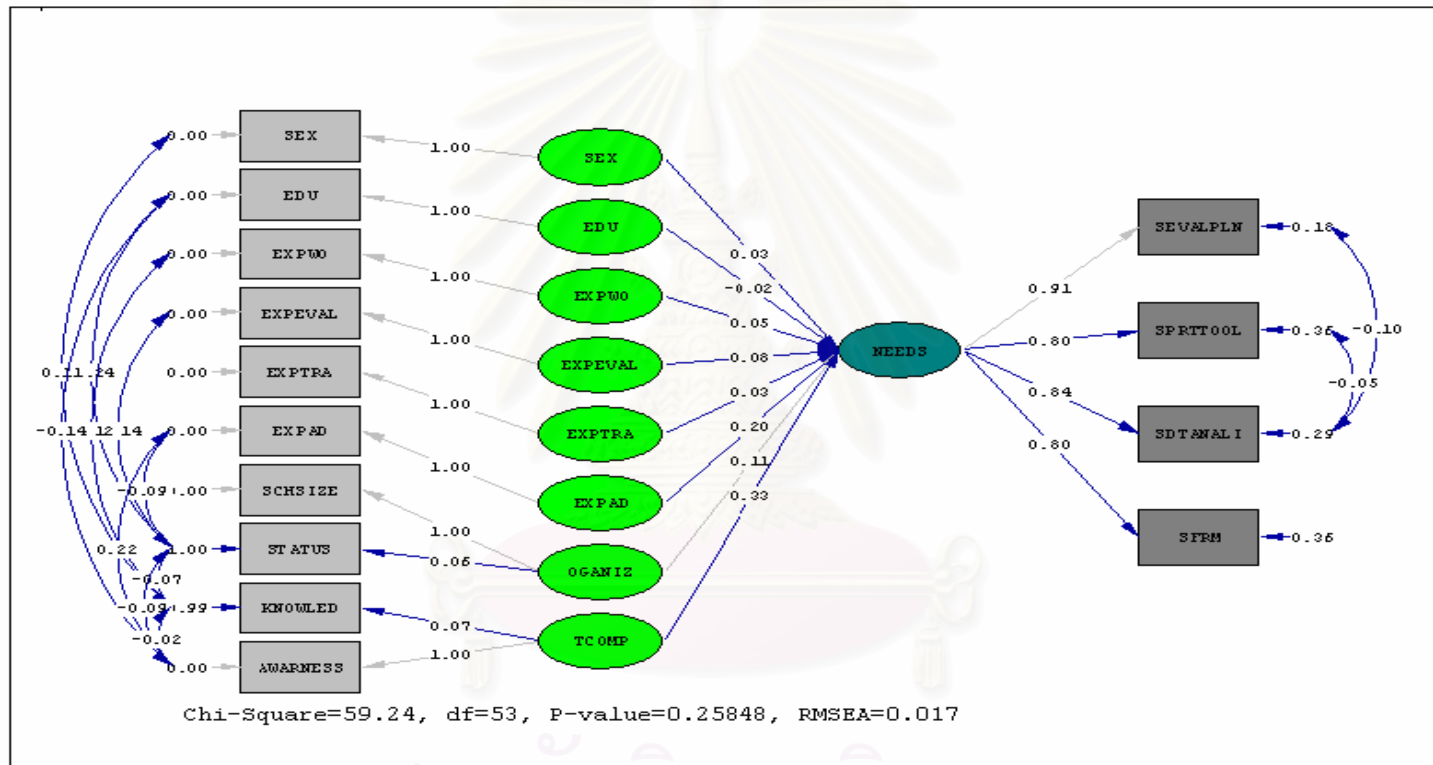 0.00 SEX
0.00 EDU
0.00 EXPWO
0.00 EXPEVAL
0.00 EXPTRA
0.00 EXPAD
SCHSIZE
1.00 STATUS
KNOWLED
0.00 AWARNESS
-0.14
0.22
-0.07
-0.02
1.00
1.00
1.00
1.00
1.00
1.00
1.00
0.06
0.07
1.00
SEX
EDU
EXPWO
EXPEVAL
EXPTRA
EXPAD
OGANIZ
TCOMP
0.03
-0.02
0.05
0.08
0.03
0.20
0.11
0.33
NEEDS
0.91
0.80
0.84
0.80
SEVALPLN 0.18
SPRTTOOL 0.36
SDTANALI 0.29
SFRM 0.36
-0.10
-0.05
Chi-Square=59.24, df=53, P-value=0.25848, RMSEA=0.017